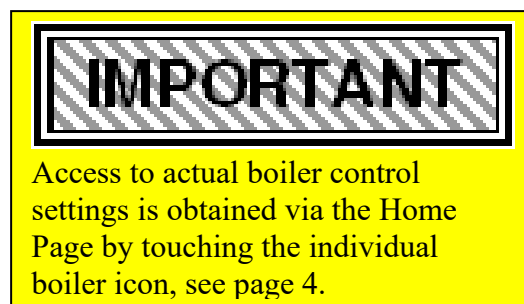 IMPORTANT
Access to actual boiler control
settings is obtained via the Home
Page by touching the individual
boiler icon, see page 4.